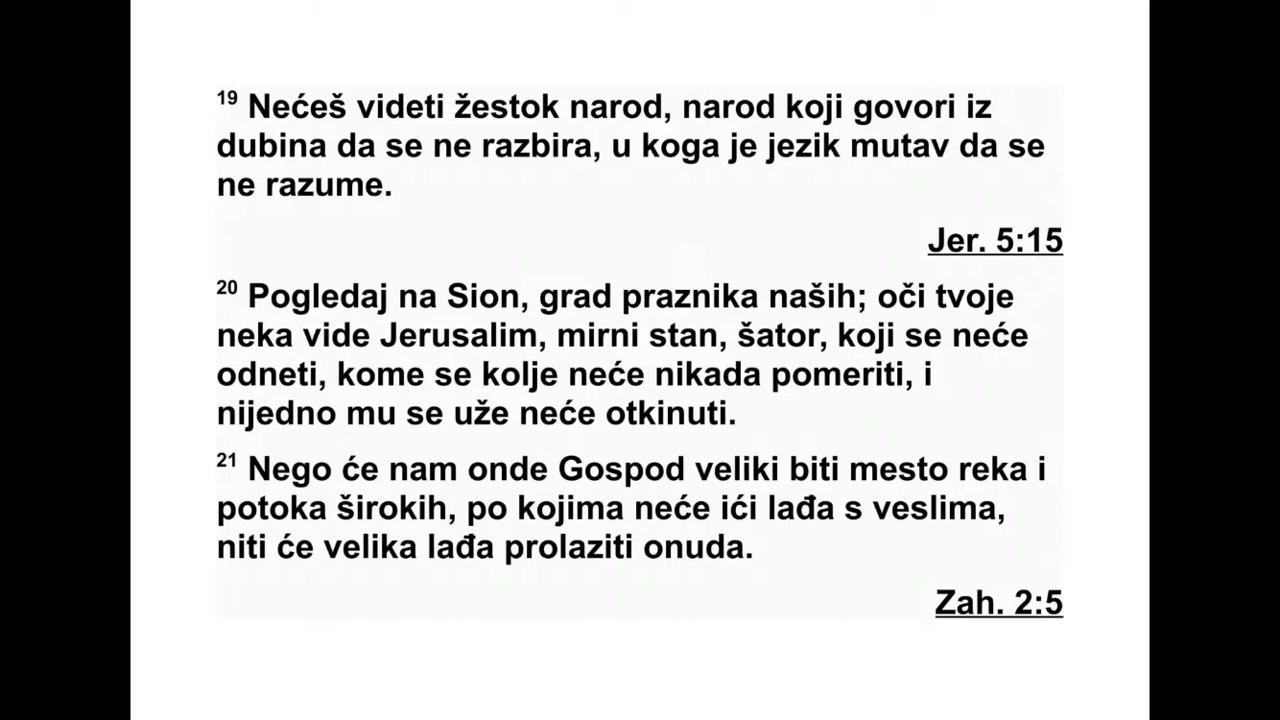 19 Nećeš videti žestok narod, narod koji govori iz
dubina da se ne razbira, u koga je jezik mutav da se
ne razume.
Jer. 5:15
20 Pogledaj na Sion, grad praznika naših; oči tvoje
neka vide Jerusalim, mirni stan, šator, koji se neće
odneti, kome se kolje neće nikada pomeriti, i
nijedno mu se uže neće otkinuti.
21 Nego će nam onde Gospod veliki biti mesto reka i
potoka širokih, po kojima neće ići lađa s veslima,
niti će velika lađa prolaziti onuda.
Zah. 2:5